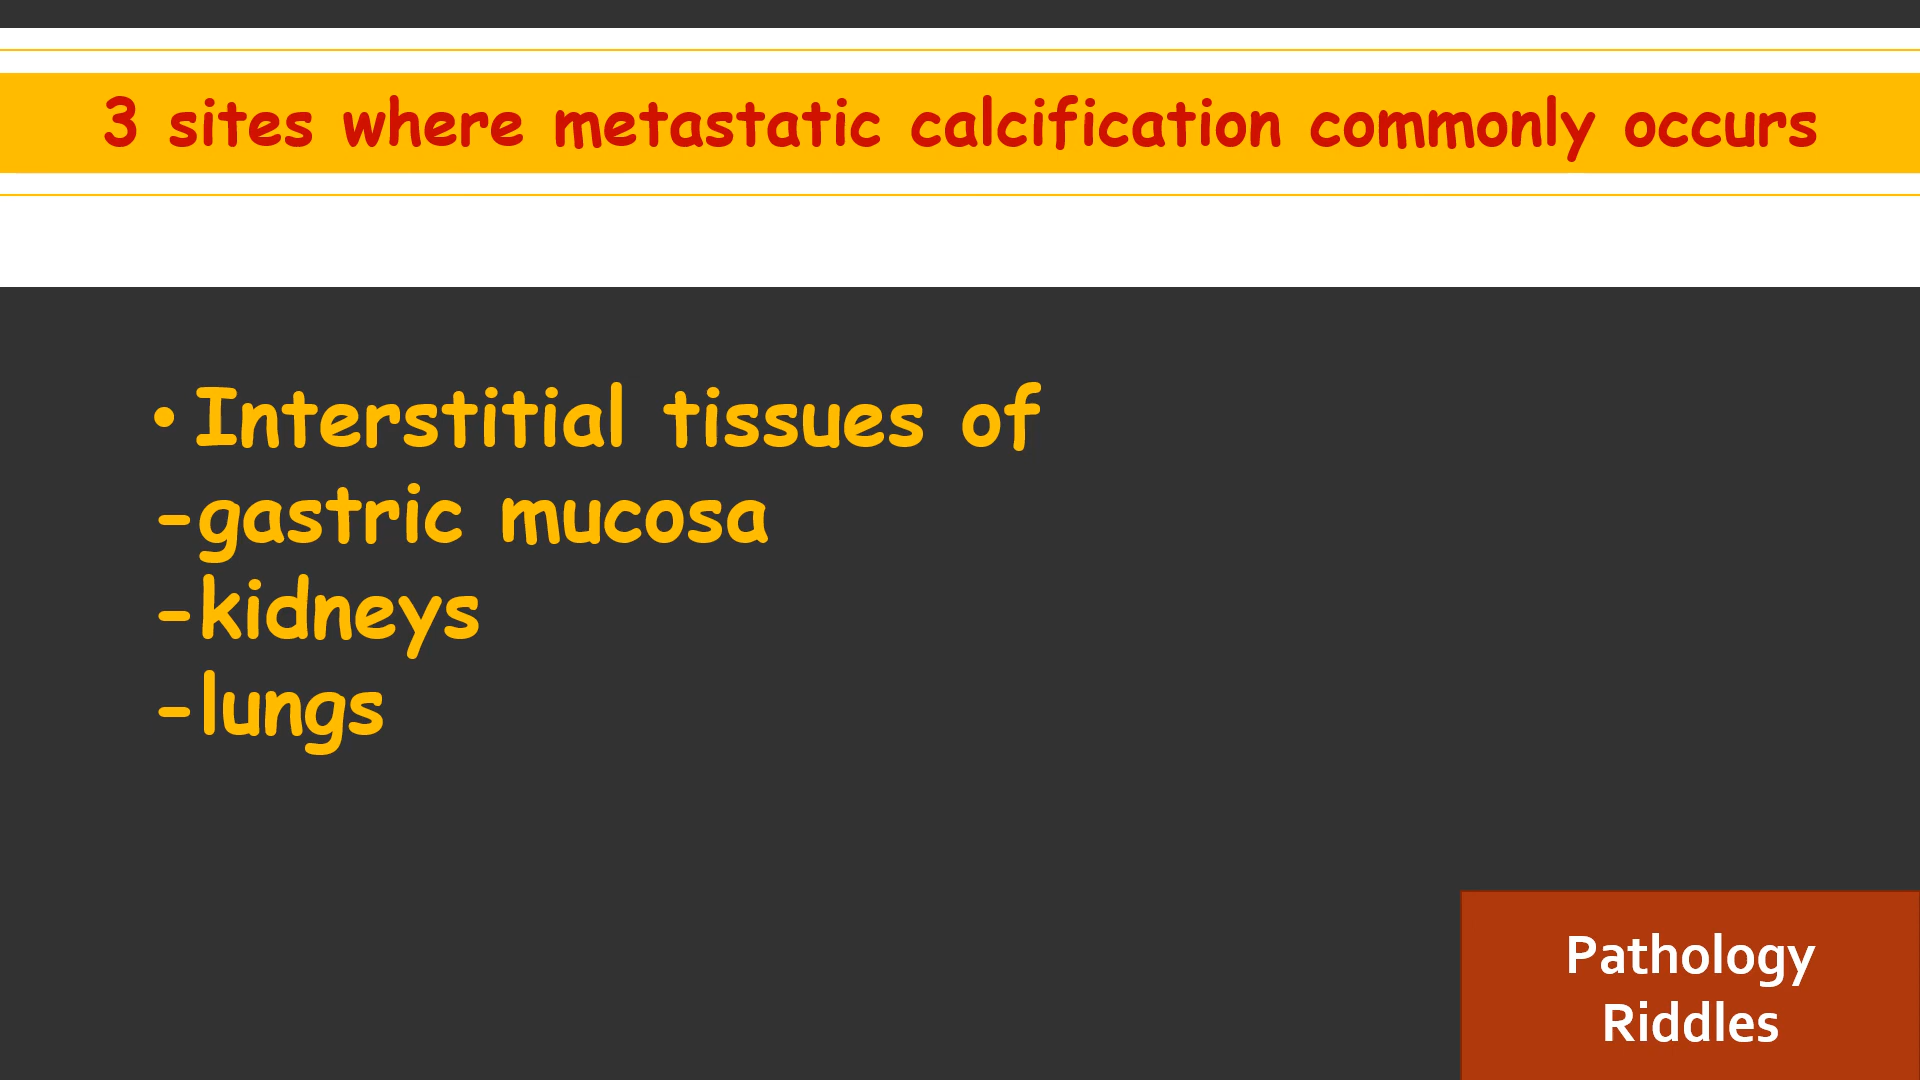 3 sites where metastatic calcification commonly occurs
• Interstitial tissues of
-gastric mucosa
-kidneys
-lungs
Pathology
Riddles